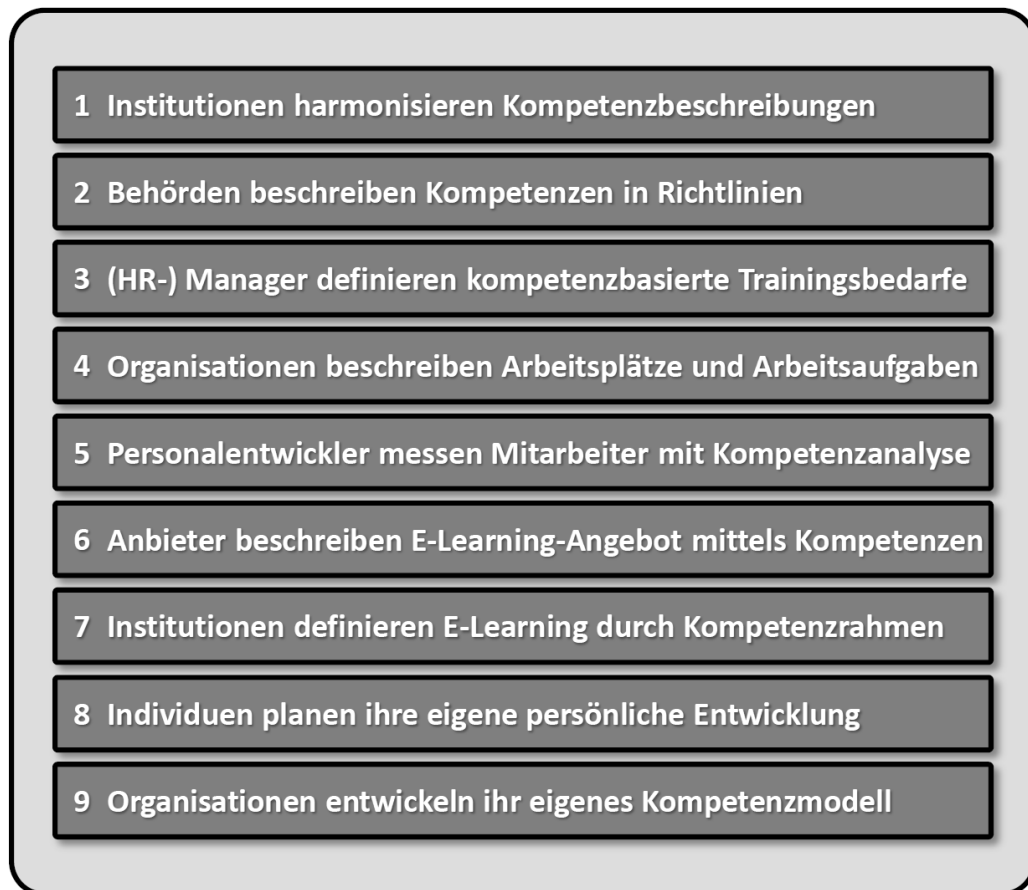 1 Institutionen harmonisieren Kompetenzbeschreibungen
2 Behörden beschreiben Kompetenzen in Richtlinien
3 (HR-) Manager definieren kompetenzbasierte Trainingsbedarfe
4 Organisationen beschreiben Arbeitsplätze und Arbeitsaufgaben
5 Personalentwickler messen Mitarbeiter mit Kompetenzanalyse
6 Anbieter beschreiben E-Learning-Angebot mittels Kompetenzen
7 Institutionen definieren E-Learning durch Kompetenzrahmen
8 Individuen planen ihre eigene persönliche Entwicklung
9 Organisationen entwickeln ihr eigenes Kompetenzmodell